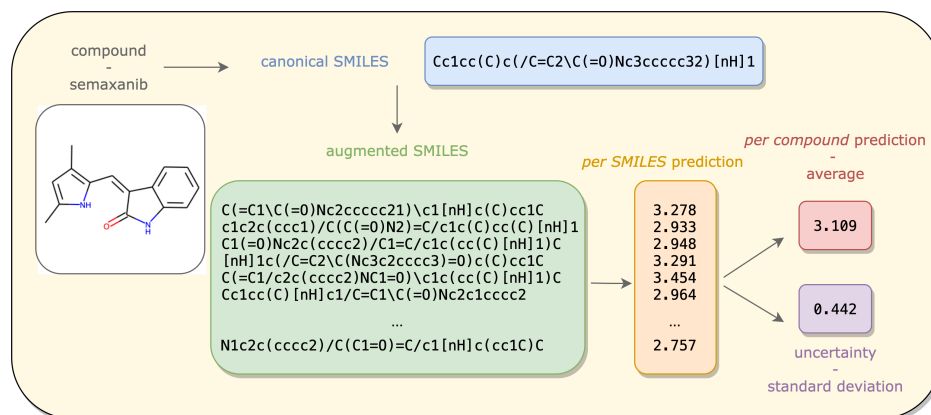 compound
-
semaxanib
canonical SMILES
Cc1cc(C)c(/C=C2\C(=O)Nc3ccccc32)[nH]1
augmented SMILES
C(=C1\C(=O)Nc2ccccc21)\c1[nH]c(C)cc1C
c1c2c(ccc1)/C(C(=O)N2)=C/c1c(C)cc(C)[nH]1
C1(=O)Nc2c(cccc2)/C1=C/c1c(cc(C)[nH]1)C
[nH]1c(/C=C2\C(Nc3c2cccc3)=O)c(C)cc1C
C(=C1/c2c(cccc2)NC1=O)\c1c(cc(C)[nH]1)C
Cc1cc(C)[nH]c1/C=C1\C(=O)Nc2c1cccc2
...
N1c2c(cccc2)/C(C1=O)=C/c1[nH]c(cc1C)C
per SMILES prediction
3.278
2.933
2.948
3.291
3.454
2.964
...
2.757
per compound prediction
-
average
3.109
0.442
uncertainty
-
standard deviation
NH
O
NH